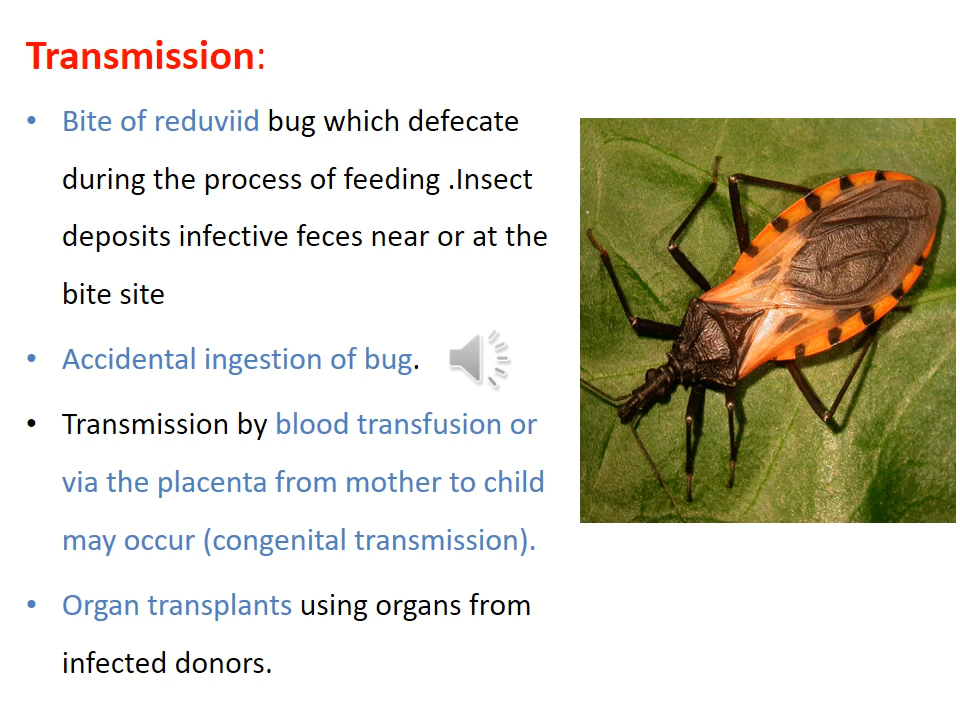 Transmission:
• Bite of reduviid bug which defecate
during the process of feeding .Insect
deposits infective feces near or at the
bite site
• Accidental ingestion of bug.
• Transmission by blood transfusion or
via the placenta from mother to child
may occur (congenital transmission).
• Organ transplants using organs from
infected donors.